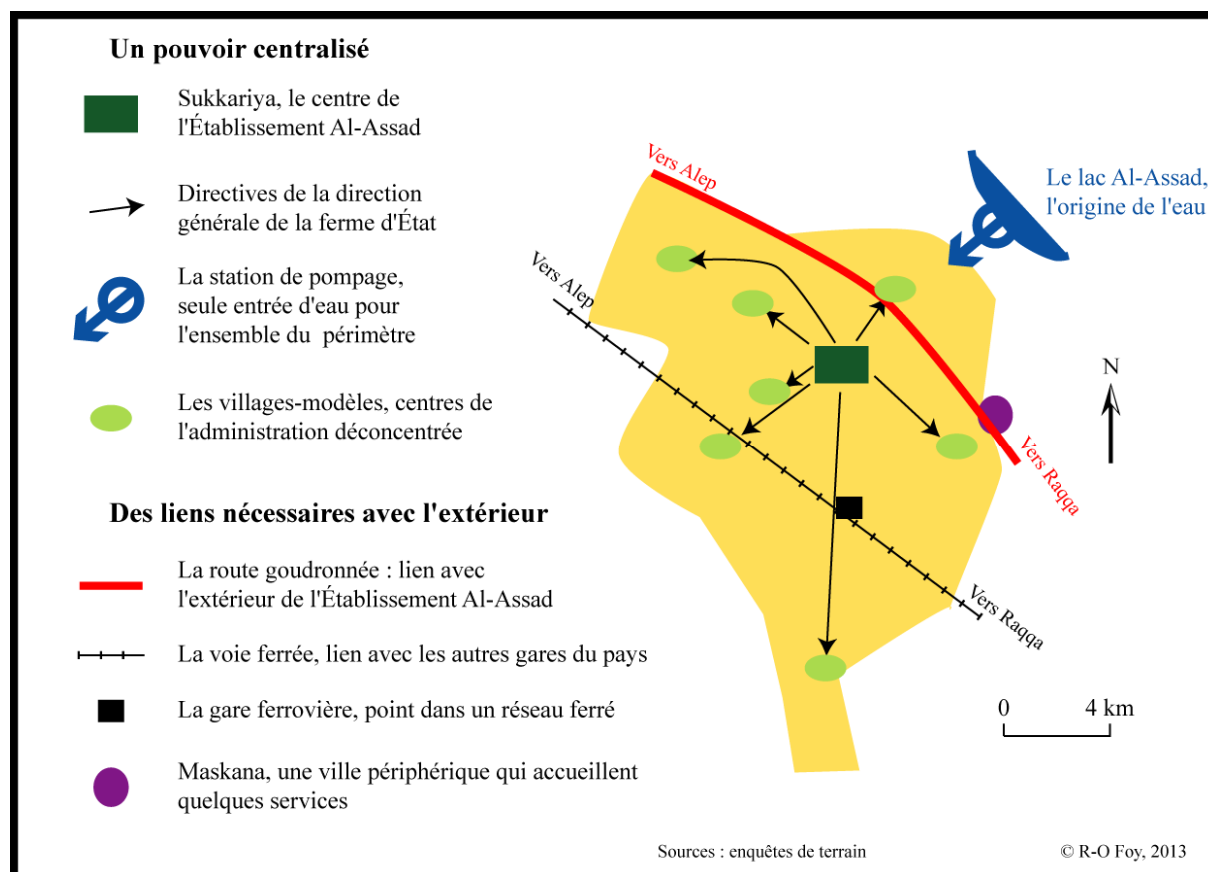 Un pouvoir centralisé
Sukkariya, le centre de
l'Établissement Al-Assad
Directives de la direction
générale de la ferme d'État
La station de pompage,
seule entrée d'eau pour
l'ensemble du périmètre
Les villages-modèles, centres de
l'administration déconcentrée
Des liens nécessaires avec l'extérieur
La route goudronnée : lien avec
l'extérieur de l'Établissement Al-Assad
La voie ferrée, lien avec les autres gares du pays
La gare ferrovière, point dans un réseau ferré
Maskana, une ville périphérique qui accueillent
quelques services
Vers Alep
Le lac Al-Assad,
l'origine de l'eau
Vers Alep
N
Vers Raqqa
Vers Raqqa
0 4 km
Sources : enquêtes de terrain
© R-O Foy, 2013